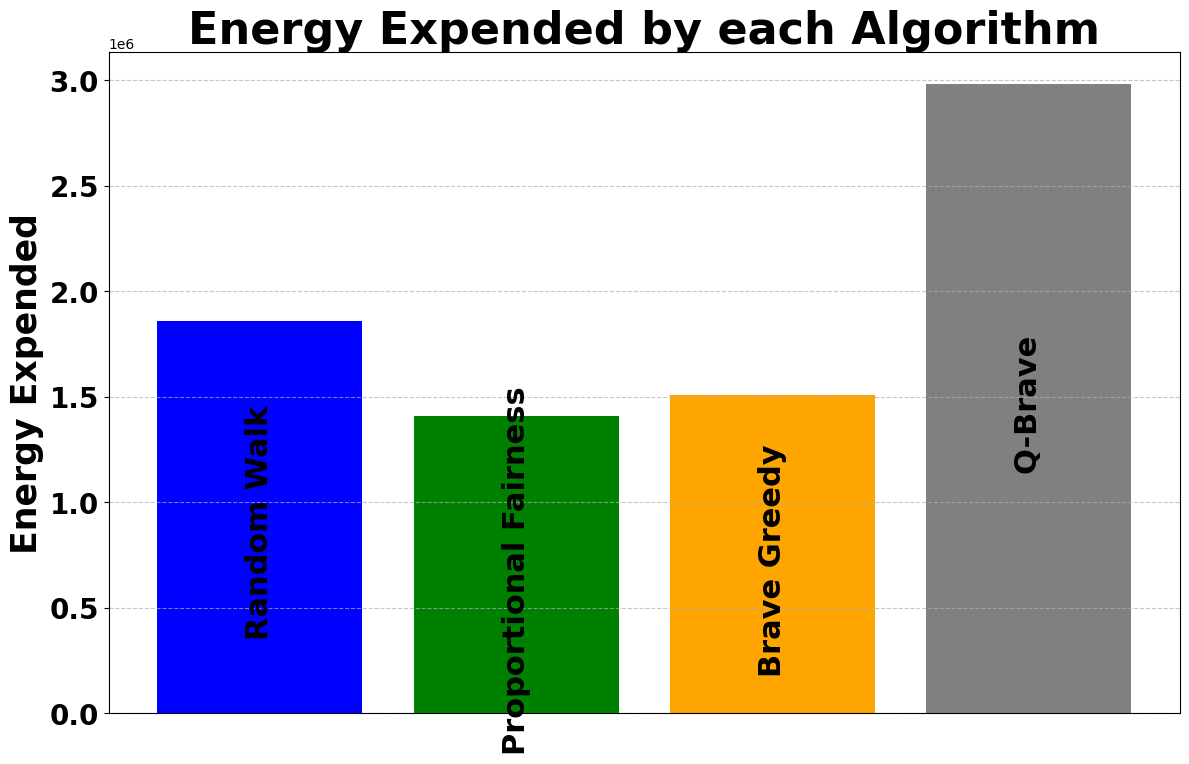 Energy Expended by each Algorithm
1e6
3.0
2.5
2.0
1.5
1.0
0.5
0.0
Energy Expended
Random Walk
Proportional Fairness
Brave Greedy
Q-Brave